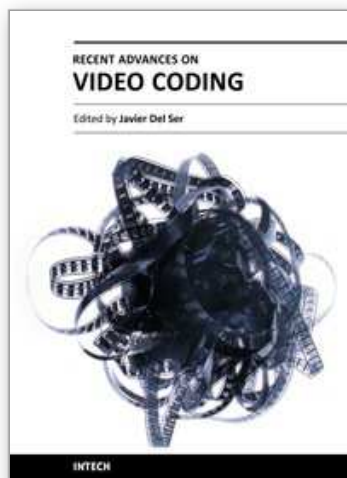 RECENT ADVANCES ON
VIDEO CODING
Edited by Javier Del Ser
INTECH